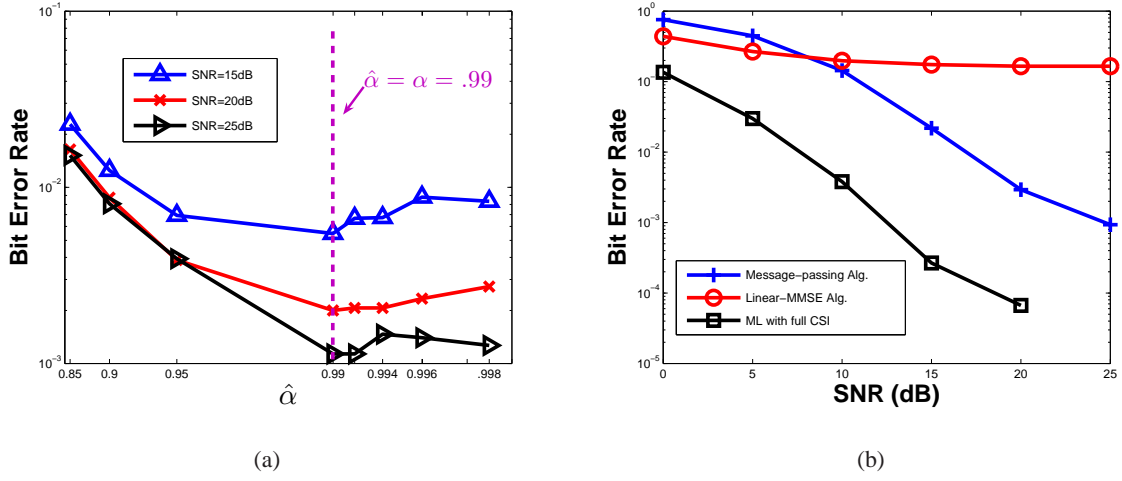 10⁻¹
10⁻²
10⁻³
Bit Error Rate
SNR=15dB
SNR=20dB
SNR=25dB
α̂ = α = .99
0.85 0.9 0.95 0.99 0.994 0.996 0.998
α̂
(a)
10⁰
10⁻¹
10⁻²
10⁻³
10⁻⁴
10⁻⁵
Bit Error Rate
Message−passing Alg.
Linear−MMSE Alg.
ML with full CSI
0 5 10 15 20 25
SNR (dB)
(b)